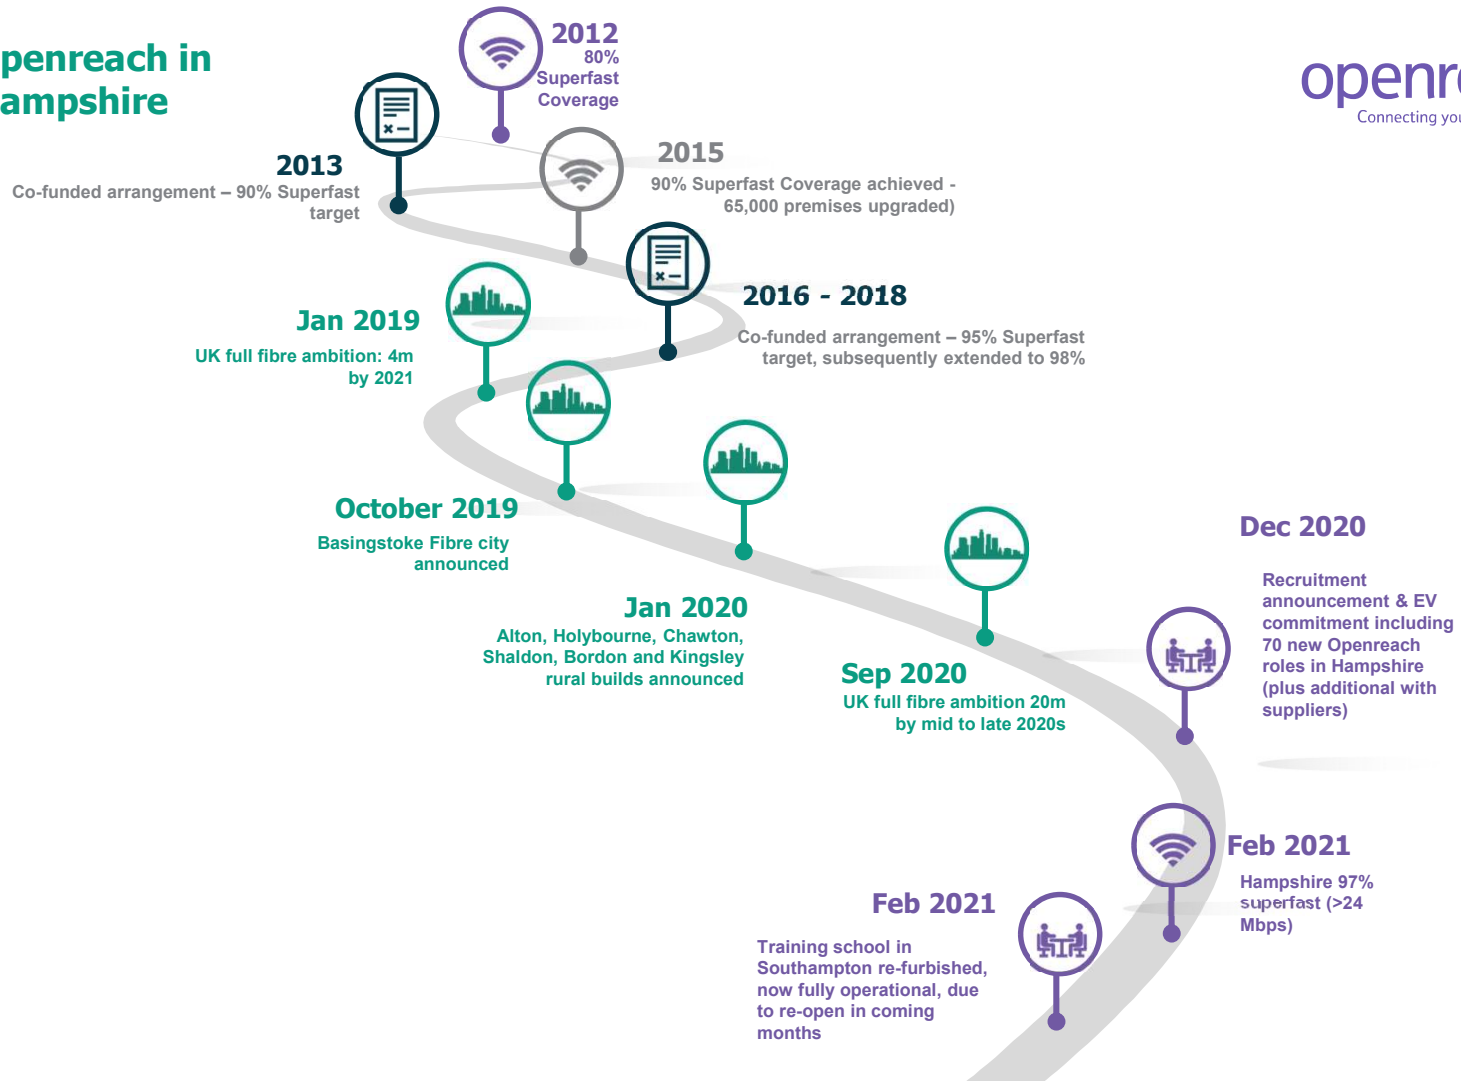 penreach in
ampshire
openre
Connecting you
2012
80%
Superfast
Coverage
2013
Co-funded arrangement – 90% Superfast
target
2015
90% Superfast Coverage achieved -
65,000 premises upgraded)
2016 - 2018
Co-funded arrangement – 95% Superfast
target, subsequently extended to 98%
Jan 2019
UK full fibre ambition: 4m
by 2021
October 2019
Basingstoke Fibre city
announced
Jan 2020
Alton, Holybourne, Chawton,
Shaldon, Bordon and Kingsley
rural builds announced
Sep 2020
UK full fibre ambition 20m
by mid to late 2020s
Dec 2020
Recruitment
announcement & EV
commitment including
70 new Openreach
roles in Hampshire
(plus additional with
suppliers)
Feb 2021
Hampshire 97%
superfast (>24
Mbps)
Feb 2021
Training school in
Southampton re-furbished,
now fully operational, due
to re-open in coming
months